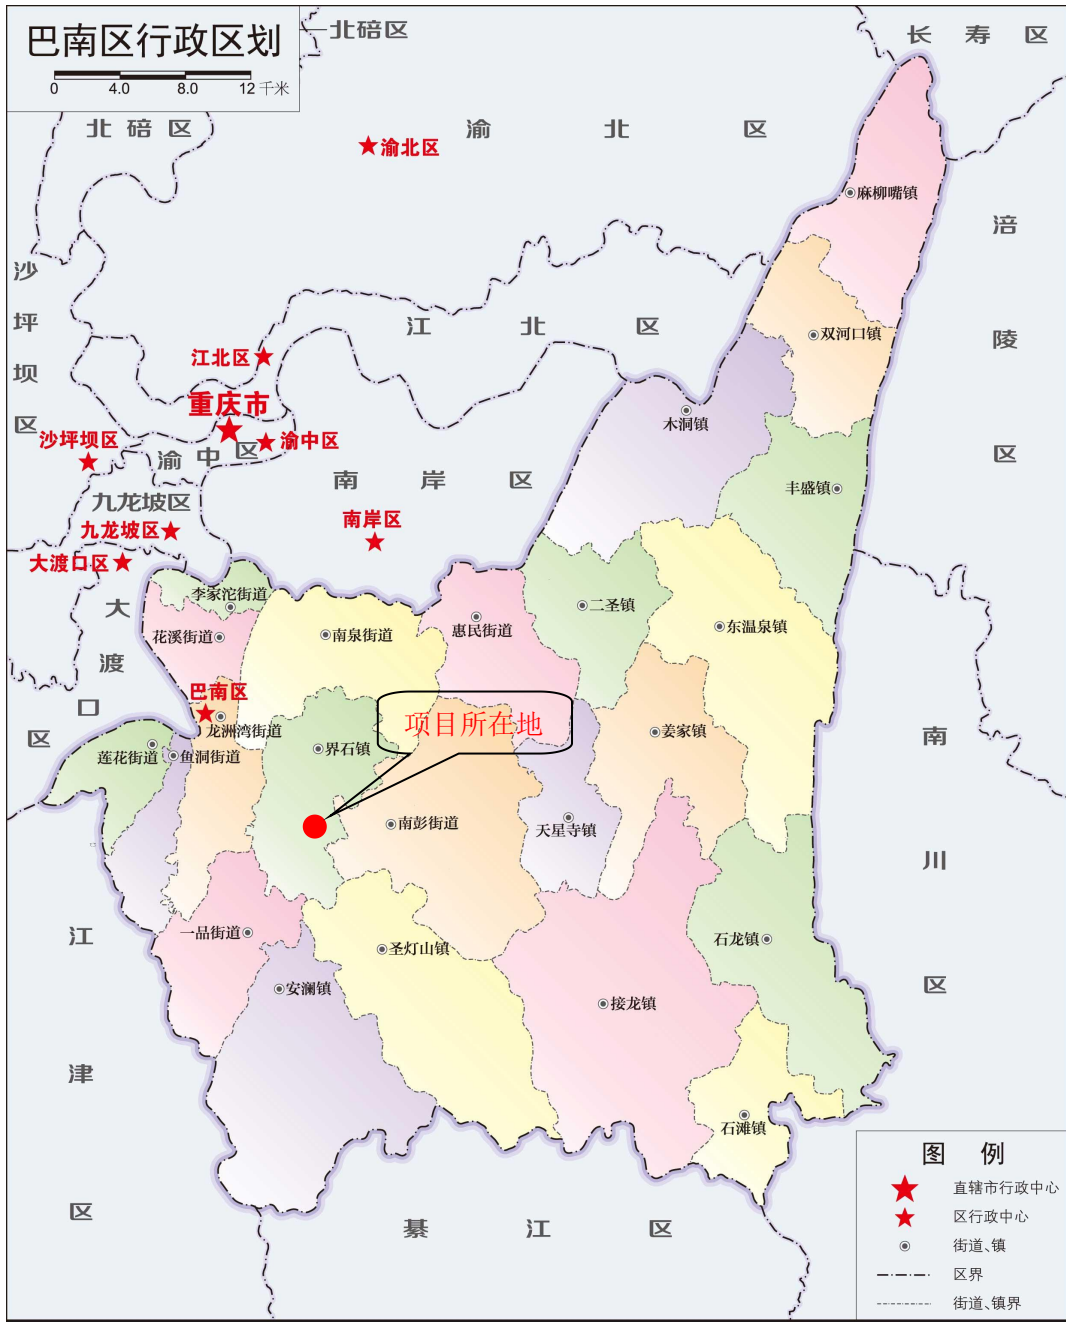 巴南区行政区划
0 4.0 8.0 12 千米
北碚区
长寿区
北碚区
渝北区
渝北区
麻柳嘴镇
涪陵区
沙坪坝区
江北区
双河口镇
江北区
重庆市
木洞镇
沙坪坝区
渝中区
渝中区
南岸区
丰盛镇
九龙坡区
九龙坡区
南岸区
大渡口区
大渡口区
李家沱街道
二圣镇
花溪街道
南泉街道
惠民街道
东温泉镇
巴南区
龙洲湾街道
项目所在地
姜家镇
南川区
莲花街道
鱼洞街道
界石镇
南彭街道
天星寺镇
江津区
一品街道
圣灯山镇
石龙镇
安澜镇
接龙镇
石滩镇
綦江区
图例
直辖市行政中心
区行政中心
街道、镇
区界
街道、镇界